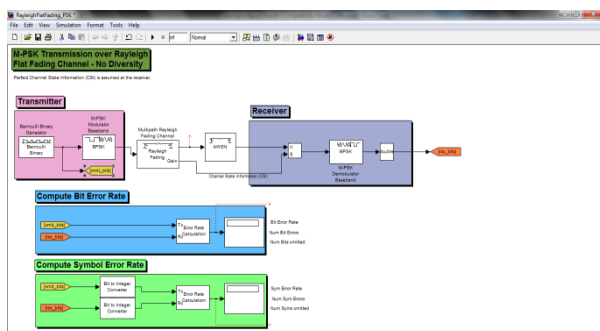 RayleighFlatFading_PSK *
File Edit View Simulation Format Tools Help
inf
Normal
M-PSK Transmission over Rayleigh
Flat Fading Channel - No Diversity
Perfect Channel State Information (CSI) is assumed at the receiver.
Transmitter
Receiver
Bernoulli Binary
Generator
Bernoulli
Binary
M-PSK
Modulator
Baseband
BPSK
[xmit_bits]
Multipath Rayleigh
Fading Channel
Rayleigh
Fading
Gain
AWGN
Channel State Information (CSI)
BPSK
M-PSK
Demodulator
Baseband
double
[rcv_bits]
Compute Bit Error Rate
[xmit_bits]
[rcv_bits]
Tx
Rx
Error Rate
Calculation
Bit Error Rate
Num Bit Errors
Num Bits xmitted
Compute Symbol Error Rate
[xmit_bits]
[rcv_bits]
Bit to Integer
Converter
Bit to Integer
Converter
Tx
Rx
Error Rate
Calculation
Sym Error Rate
Num Sym Errors
Num Syms xmitted